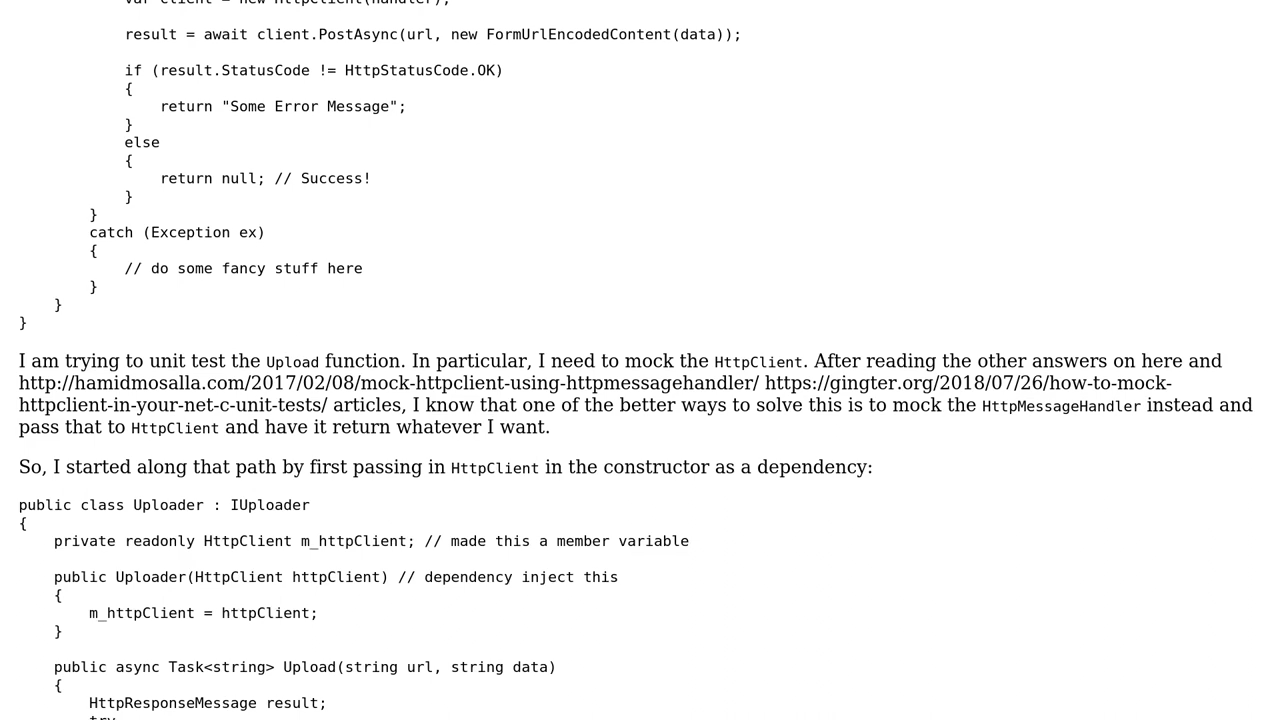 var client = new HttpClient(handler);
result = await client.PostAsync(url, new FormUrlEncodedContent(data));
if (result.StatusCode != HttpStatusCode.OK)
{
return "Some Error Message";
}
else
{
return null; // Success!
}
}
catch (Exception ex)
{
// do some fancy stuff here
}
}
}
I am trying to unit test the Upload function. In particular, I need to mock the HttpClient. After reading the other answers on here and
http://hamidmosalla.com/2017/02/08/mock-httpclient-using-httpmessagehandler/ https://gingter.org/2018/07/26/how-to-mock-
httpclient-in-your-net-c-unit-tests/ articles, I know that one of the better ways to solve this is to mock the HttpMessageHandler instead and
pass that to HttpClient and have it return whatever I want.
So, I started along that path by first passing in HttpClient in the constructor as a dependency:
public class Uploader : IUploader
{
private readonly HttpClient m_httpClient; // made this a member variable
public Uploader(HttpClient httpClient) // dependency inject this
{
m_httpClient = httpClient;
}
public async Task<string> Upload(string url, string data)
{
HttpResponseMessage result;
try